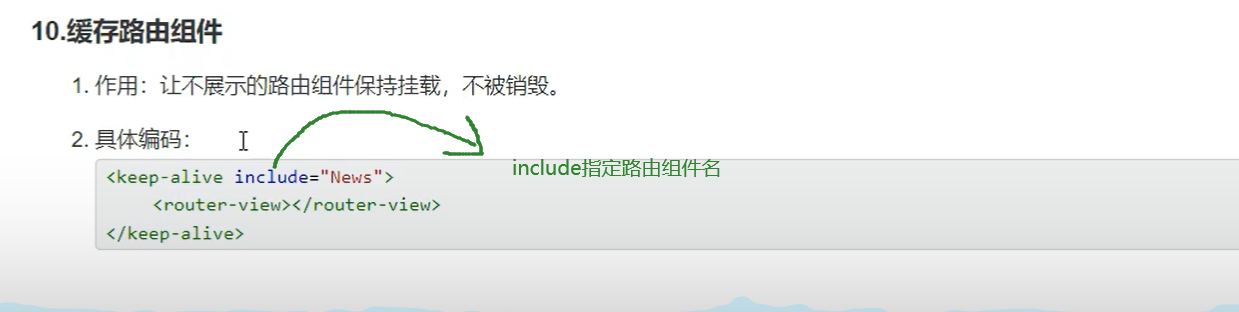 10.缓存路由组件
1. 作用：让不展示的路由组件保持挂载，不被销毁。
2. 具体编码：
include指定路由组件名
<keep-alive include="News">
<router-view></router-view>
</keep-alive>